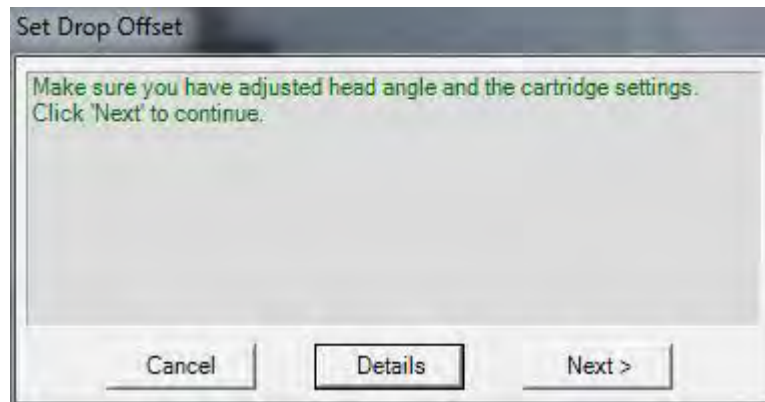 Set Drop Offset
Make sure you have adjusted head angle and the cartridge settings.
Click 'Next' to continue.
Cancel
Details
Next >